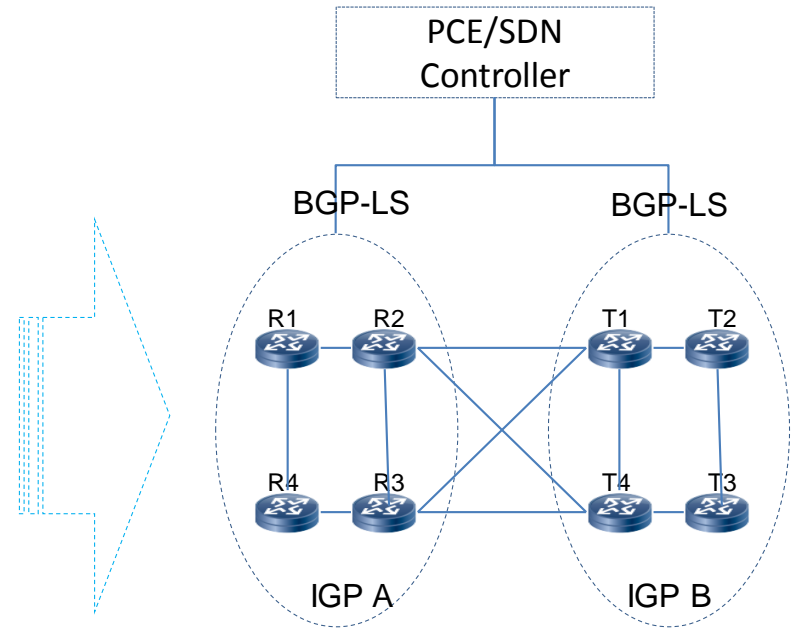 PCE/SDN
Controller
BGP-LS
BGP-LS
R1
R2
T1
T2
R4
R3
T4
T3
IGP A
IGP B